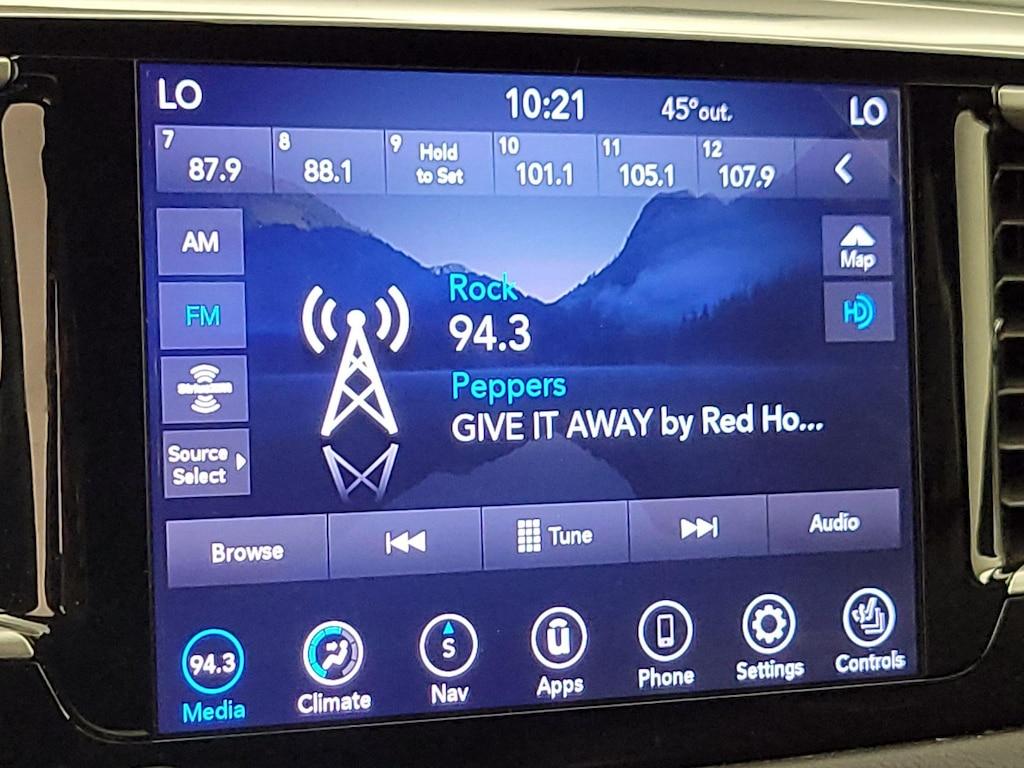 LO 10:21 45° out. LO
7 87.9
8 88.1
9 Hold
to Set
10 101.1
11 105.1
12 107.9
AM
FM
SiriusXM
Source
Select
Rock
94.3
Peppers
GIVE IT AWAY by Red Ho...
Map
HD
Browse
Tune
Audio
94.3
Media
Climate
S
Nav
ū
Apps
Phone
Settings
Controls